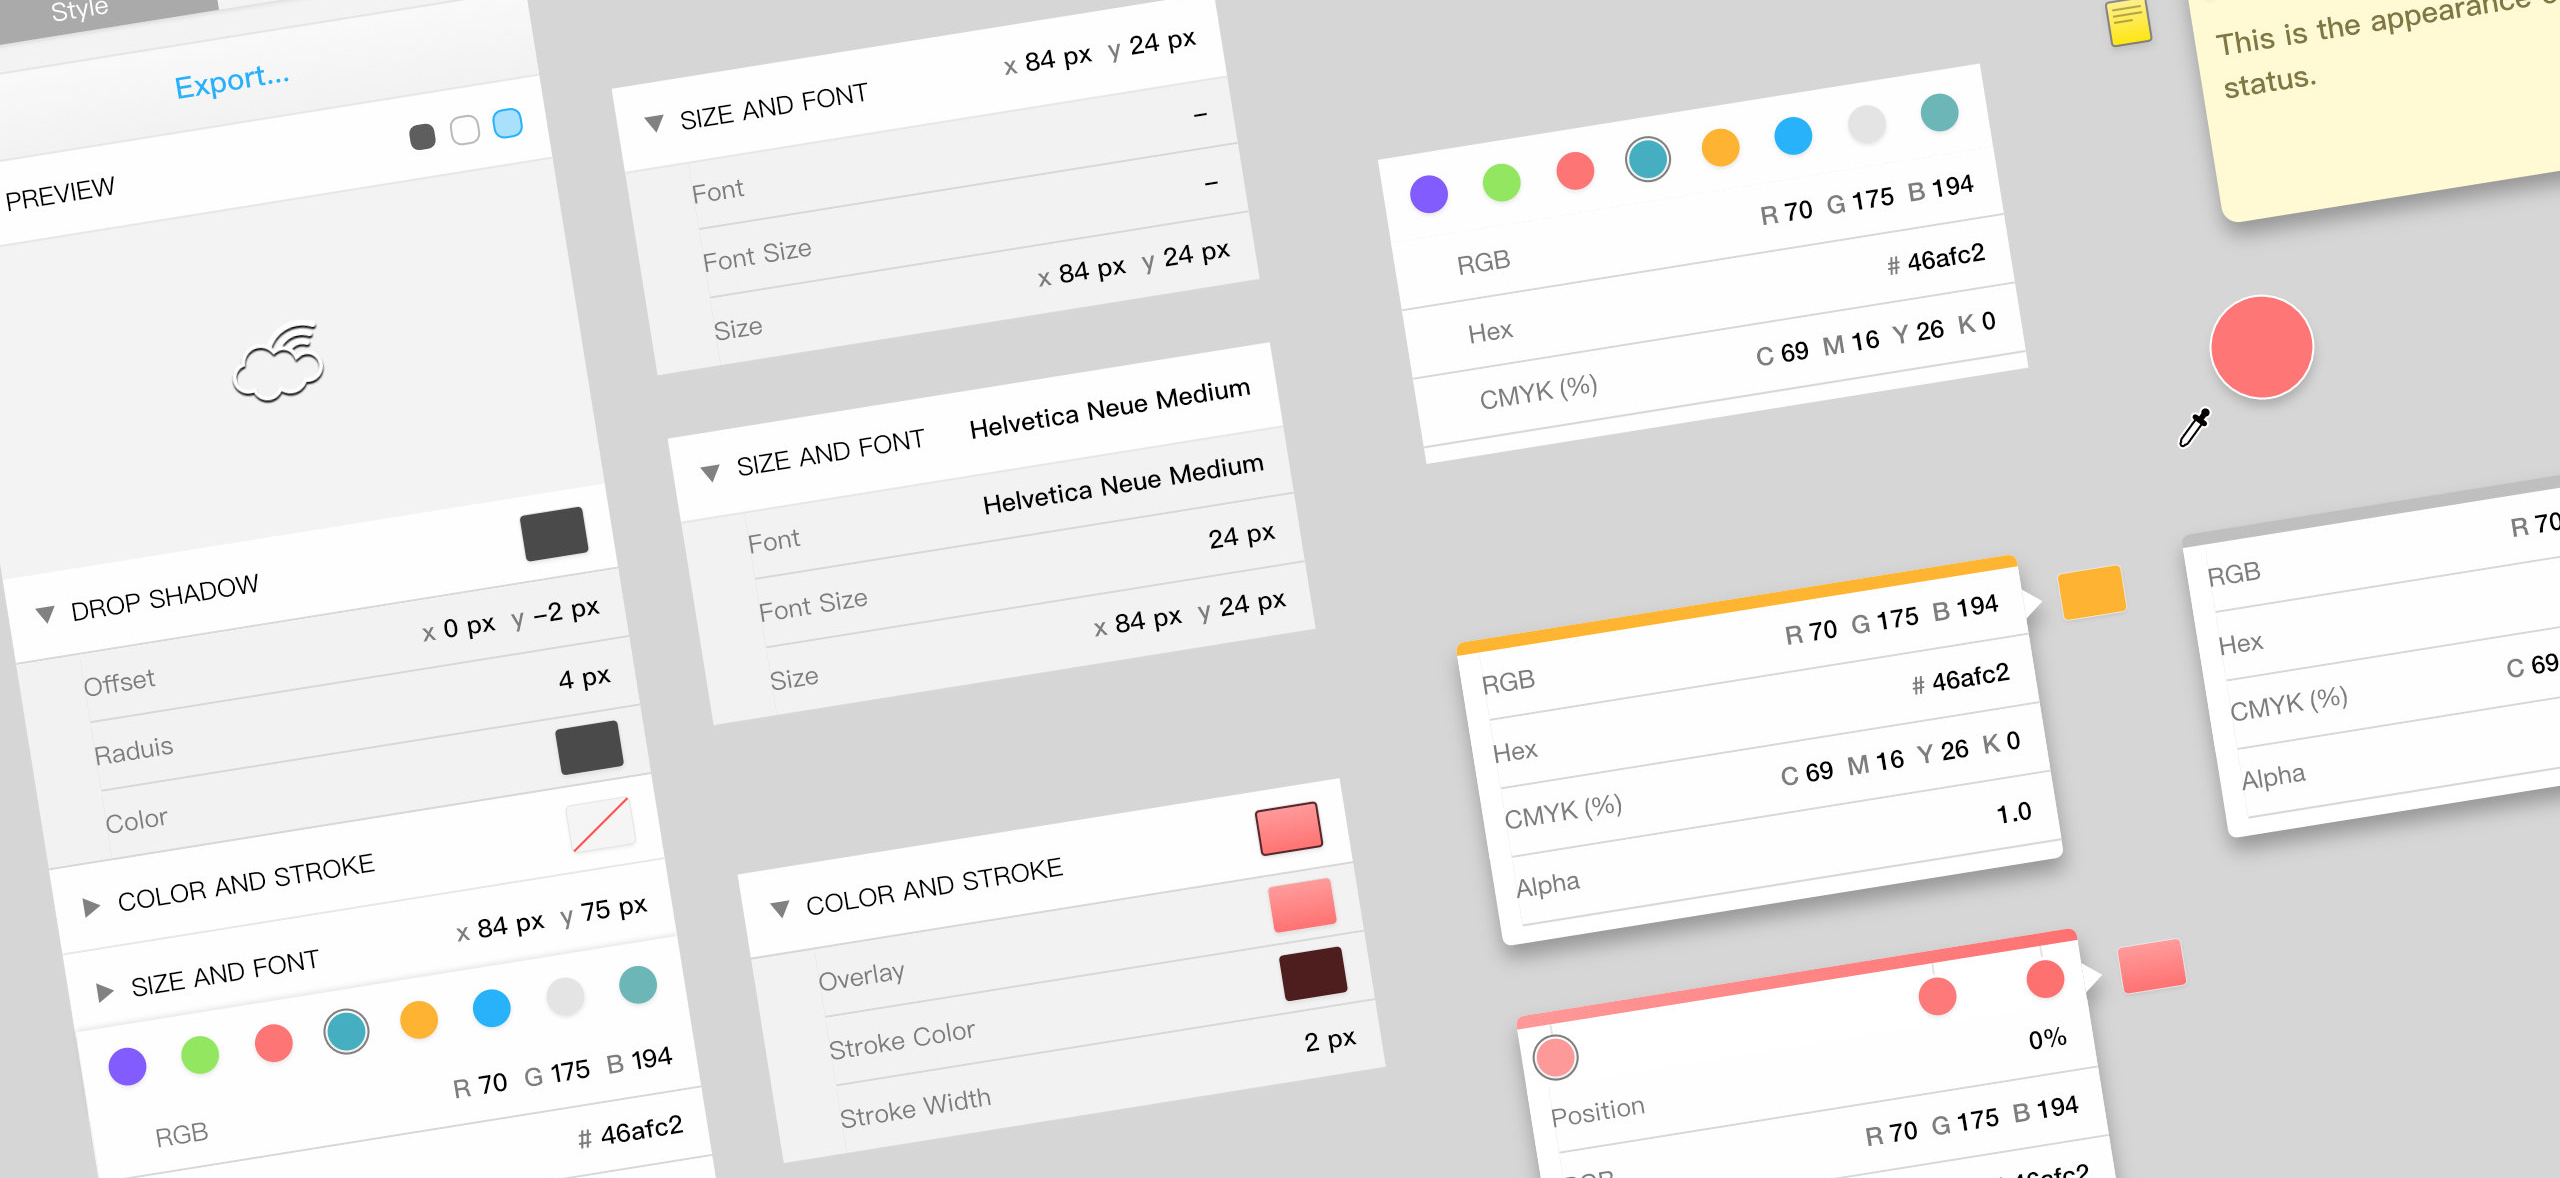 Style
Export...
PREVIEW
DROP SHADOW
Offset x 0 px y –2 px
Raduis 4 px
Color
COLOR AND STROKE
SIZE AND FONT x 84 px y 75 px
RGB R 70 G 175 B 194
# 46afc2
SIZE AND FONT x 84 px y 24 px
Font –
Font Size –
Size x 84 px y 24 px
SIZE AND FONT Helvetica Neue Medium
Font Helvetica Neue Medium
Font Size 24 px
Size x 84 px y 24 px
COLOR AND STROKE
Overlay
Stroke Color
Stroke Width 2 px
RGB R 70 G 175 B 194
Hex # 46afc2
CMYK (%) C 69 M 16 Y 26 K 0
RGB R 70 G 175 B 194
Hex # 46afc2
CMYK (%) C 69 M 16 Y 26 K 0
Alpha 1.0
Position 0%
R 70 G 175 B 194
This is the appearance
status.
RGB R 70
Hex
CMYK (%) C 69
Alpha